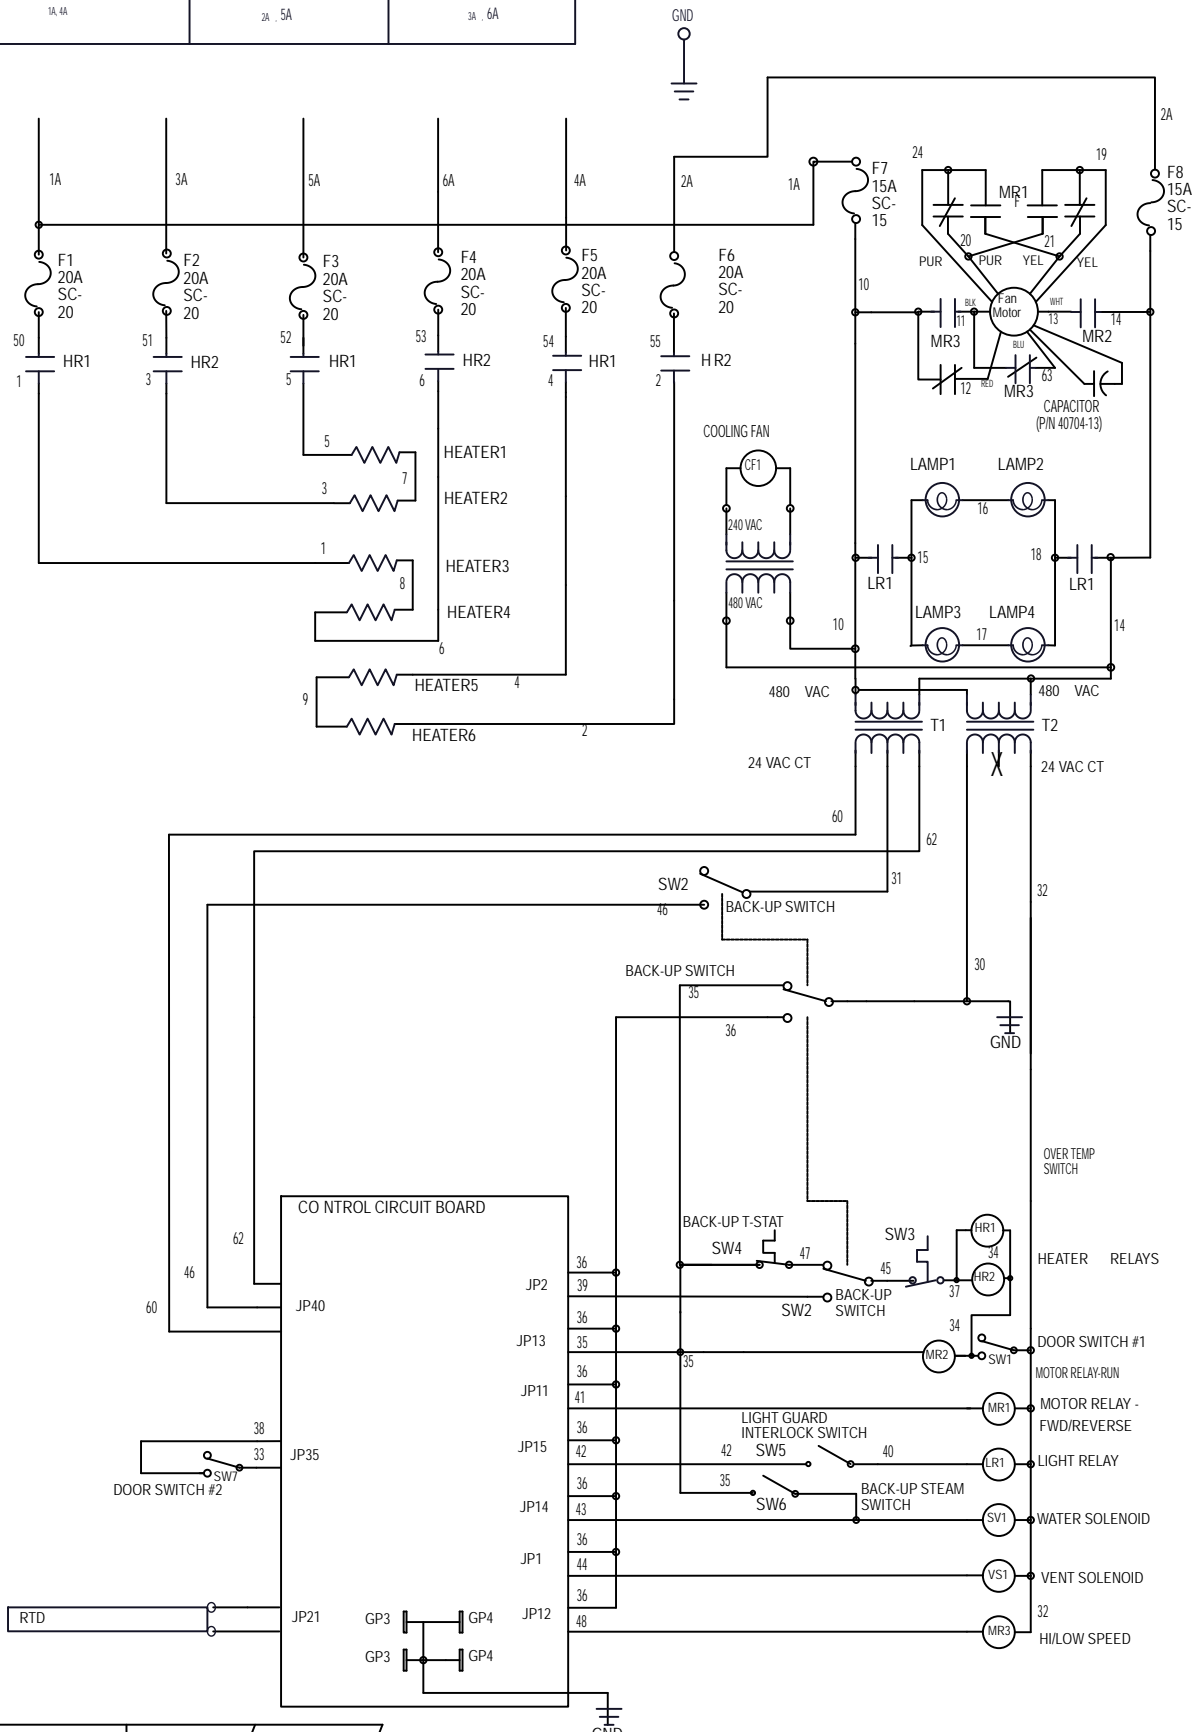 1A, 4A
2A , 5A
3A , 6A
GND
2A
1A
3A
5A
6A
4A
2A
1A
F7
15A
SC-
15
24
19
MR1
F
F8
15A
SC-
15
20
21
PUR
PUR
YEL
YEL
F1
20A
SC-
20
F2
20A
SC-
20
F3
20A
SC-
20
F4
20A
SC-
20
F5
20A
SC-
20
F6
20A
SC-
20
10
Fan
Motor
BLK
WHT
11
13
14
MR3
MR2
BLU
50
51
52
53
54
55
HR1
HR2
HR1
HR2
HR1
H R2
1
3
5
6
4
2
12
RED
MR3
63
CAPACITOR
(P/N 40704-13)
COOLING FAN
CF1
5
HEATER1
7
3
HEATER2
LAMP1
LAMP2
16
240 VAC
1
HEATER3
8
15
18
LR1
LR1
480 VAC
HEATER4
LAMP3
LAMP4
10
17
14
6
HEATER5
4
9
HEATER6
2
480 VAC
480 VAC
T1
T2
24 VAC CT
24 VAC CT
60
62
31
32
SW2
46
BACK-UP SWITCH
30
BACK-UP SWITCH
35
36
GND
OVER TEMP
SWITCH
CO NTROL CIRCUIT BOARD
62
46
60
BACK-UP T-STAT
SW4
47
SW3
HR1
34
HEATER RELAYS
36
JP2
39
45
37
HR2
JP40
SW2
BACK-UP
SWITCH
36
JP13
35
35
34
MR2
SW1
DOOR SWITCH #1
MOTOR RELAY-RUN
36
JP11
41
MR1
MOTOR RELAY -
FWD/REVERSE
38
33
JP35
SW7
DOOR SWITCH #2
36
JP15
42
LIGHT GUARD
INTERLOCK SWITCH
42
SW5
40
LR1
LIGHT RELAY
36
JP14
43
35
SW6
BACK-UP STEAM
SWITCH
SV1
WATER SOLENOID
36
JP1
44
VS1
VENT SOLENOID
RTD
JP21
GP3
GP4
GP3
GP4
36
JP12
48
32
MR3
HI/LOW SPEED
GND